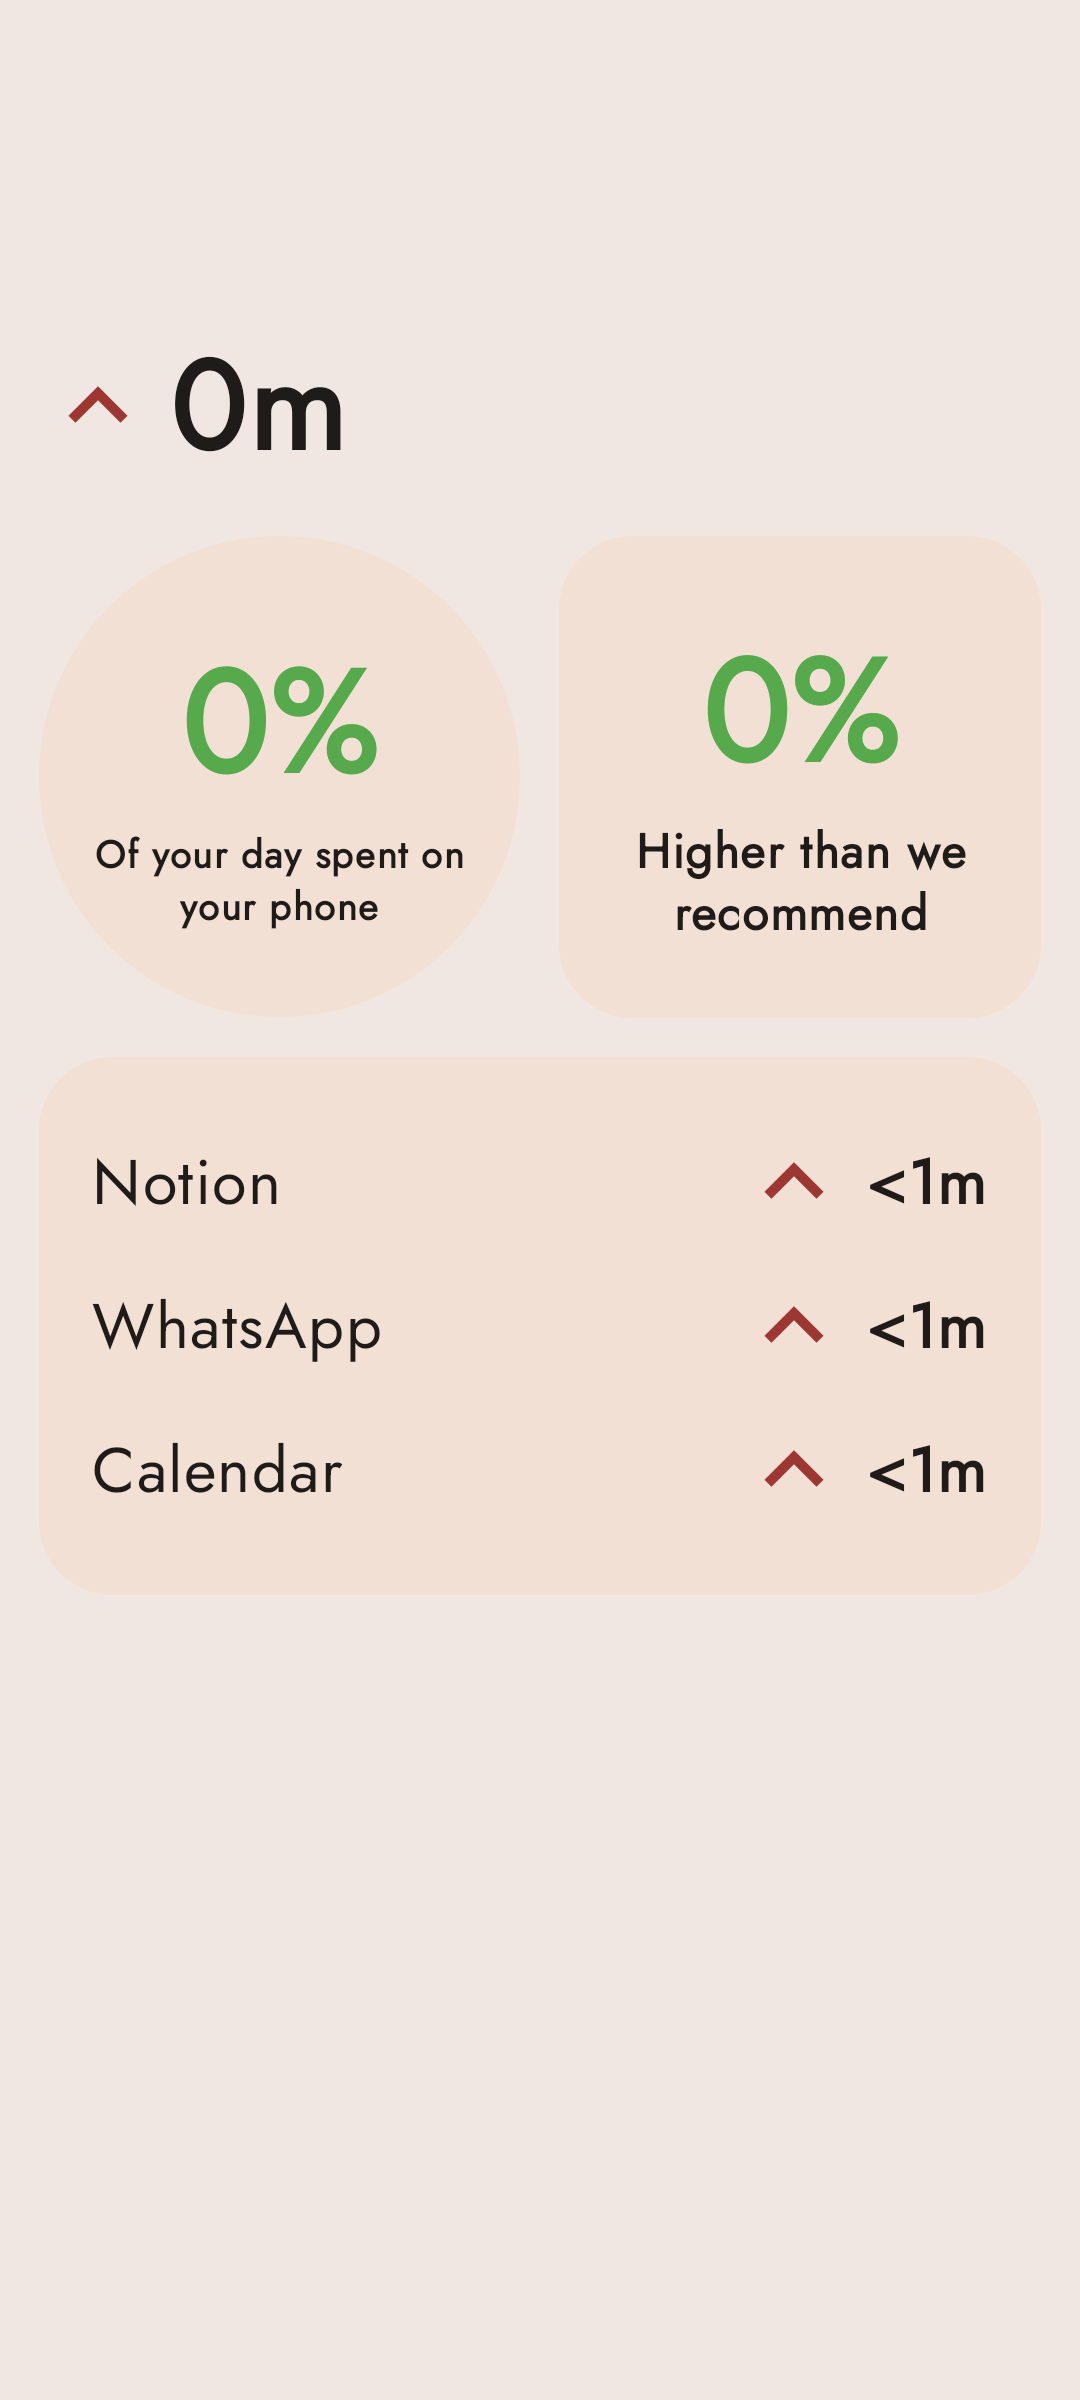 0m
0%
Of your day spent on
your phone
0%
Higher than we
recommend
Notion <1m
WhatsApp <1m
Calendar <1m